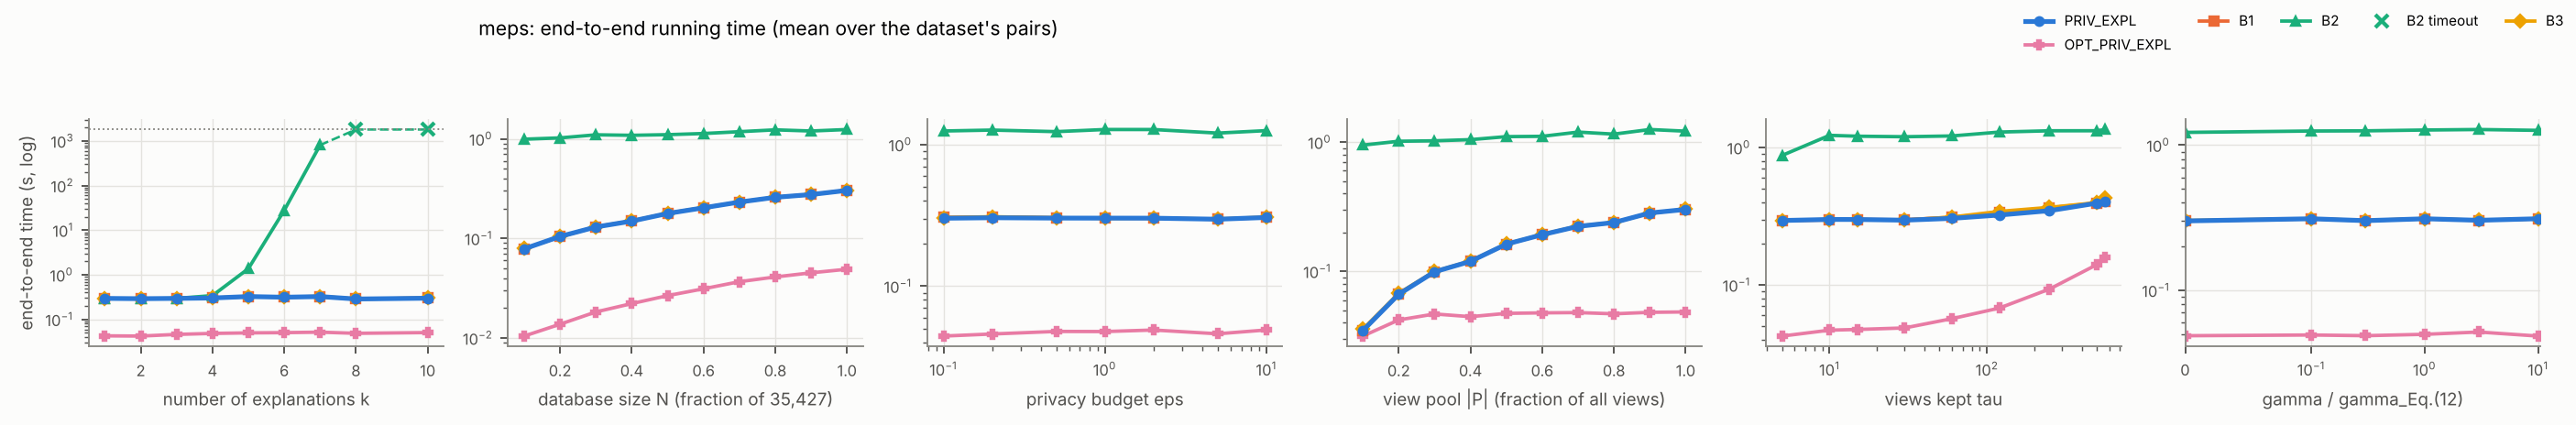 meps: end-to-end running time (mean over the dataset's pairs)
PRIV_EXPL
B1
B2
B2 timeout
B3
OPT_PRIV_EXPL
end-to-end time (s, log)
10³
10²
10¹
10⁰
10⁻¹
2 4 6 8 10
number of explanations k
10⁰
10⁻¹
10⁻²
0.2 0.4 0.6 0.8 1.0
database size N (fraction of 35,427)
10⁰
10⁻¹
10⁻¹ 10⁰ 10¹
privacy budget eps
10⁰
10⁻¹
0.2 0.4 0.6 0.8 1.0
view pool |P| (fraction of all views)
10⁰
10⁻¹
10¹ 10²
views kept tau
10⁰
10⁻¹
0 10⁻¹ 10⁰ 10¹
gamma / gamma_Eq.(12)